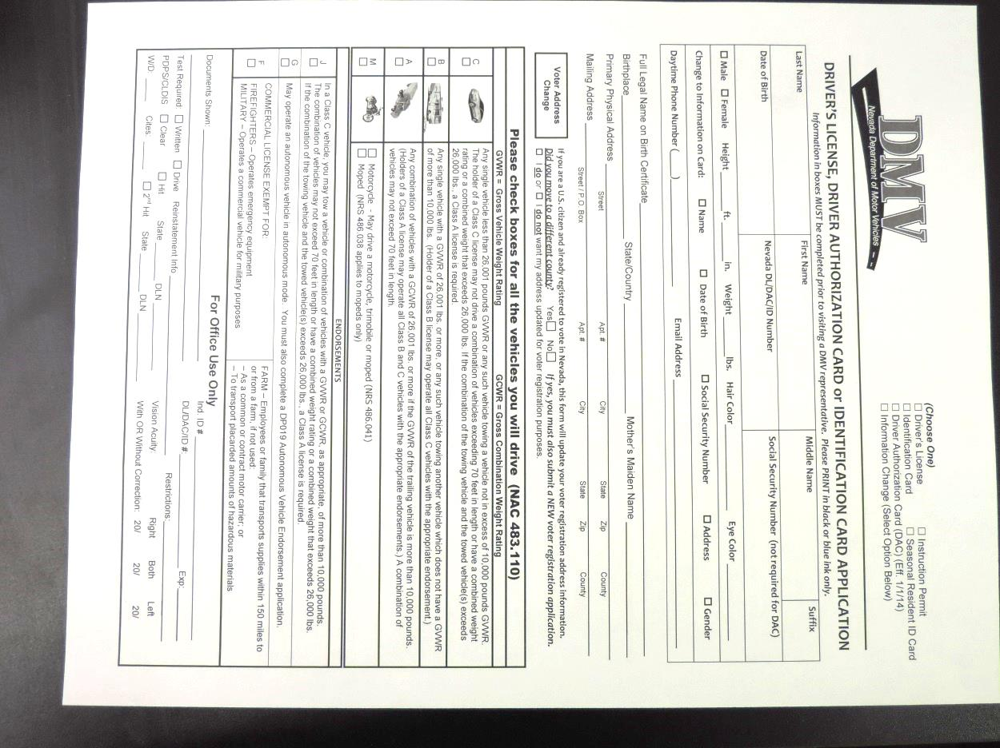 DMV
Nevada Department of Motor Vehicles
(Choose One)
☐ Driver's License ☐ Instruction Permit
☐ Identification Card ☐ Seasonal Resident ID Card
☐ Driver Authorization Card (DAC) (Eff. 1/1/14)
☐ Information Change (Select Option Below)
DRIVER'S LICENSE, DRIVER AUTHORIZATION CARD or IDENTIFICATION CARD APPLICATION
Information in boxes MUST be completed prior to visiting a DMV representative. Please PRINT in black or blue ink only.
Last Name First Name Middle Name Suffix
Date of Birth Nevada DL/DAC/ID Number Social Security Number (not required for DAC)
☐ Male ☐ Female Height ____ ft. ____ in. Weight ____ lbs. Hair Color ____ Eye Color ____
Change to Information on Card: ☐ Name ☐ Date of Birth ☐ Social Security Number ☐ Address ☐ Gender
Daytime Phone Number ( ) ____ Email Address ____
Full Legal Name on Birth Certificate ____
Birthplace ____ State/Country ____ Mother's Maiden Name ____
Primary Physical Address ____
Street Apt. # City State Zip County
Mailing Address ____
Street / P.O. Box Apt. # City State Zip County
Voter Address Change
If you are a U.S. citizen and already registered to vote in Nevada, this form will update your voter registration address information.
Did you move to a different county? Yes☐ No☐ If yes, you must also submit a NEW voter registration application.
☐ I do or ☐ I do not want my address updated for voter registration purposes.
Please check boxes for all the vehicles you will drive (NAC 483.110)
GVWR = Gross Vehicle Weight Rating GCWR = Gross Combination Weight Rating
C ☐ Any single vehicle less than 26,001 pounds GVWR or any such vehicle towing a vehicle not in excess of 10,000 pounds GVWR.
The holder of a Class C license may not drive a combination of vehicles exceeding 70 feet in length or have a combined weight
rating or a combined weight that exceeds 26,000 lbs. If the combination of the towing vehicle and the towed vehicle(s) exceeds
26,000 lbs., a Class A license is required.
B ☐ Any single vehicle with a GVWR of 26,001 lbs. or more, or any such vehicle towing another vehicle which does not have a GVWR
of more than 10,000 lbs. (Holder of a Class B license may operate all Class C vehicles with the appropriate endorsement.)
A ☐ Any combination of vehicles with a GCWR of 26,001 lbs. or more if the GVWR of the trailing vehicle is more than 10,000 pounds.
(Holders of a Class A license may operate all Class B and C vehicles with the appropriate endorsements.) A combination of
vehicles may not exceed 70 feet in length.
M ☐ ☐ Motorcycle - May drive a motorcycle, trimobile or moped (NRS 486.041)
☐ Moped (NRS 486.038 applies to mopeds only)
ENDORSEMENTS
J ☐ In a Class C vehicle, you may tow a vehicle or combination of vehicles with a GVWR or GCWR, as appropriate, of more than 10,000 pounds.
The combination of vehicles may not exceed 70 feet in length or have a combined weight rating or a combined weight that exceeds 26,000 lbs.
If the combination of the towing vehicle and the towed vehicle(s) exceeds 26,000 lbs., a Class A license is required.
G ☐ May operate an autonomous vehicle in autonomous mode You must also complete a DP019 Autonomous Vehicle Endorsement application.
F ☐ COMMERCIAL LICENSE EXEMPT FOR:
FIREFIGHTERS – Operates emergency equipment
MILITARY – Operates a commercial vehicle for military purposes
FARM – Employees or family that transports supplies within 150 miles to
or from a farm, if not used:
– As a common or contract motor carrier; or
– To transport placarded amounts of hazardous materials
For Office Use Only
Documents Shown: ____ Ind. ID # ____
DL/DAC/ID #: ____ Exp: ____
Test Required: ☐ Written ☐ Drive Reinstatement Info ____ Restrictions: ____
PDPS/CLDIS ☐ Clear ☐ Hit State ____ DLN ____ Vision Acuity: ____ Right Both Left
W/D: ____ Cites: ____ ☐ 2nd Hit State ____ DLN ____ With OR Without Correction: 20/ 20/ 20/